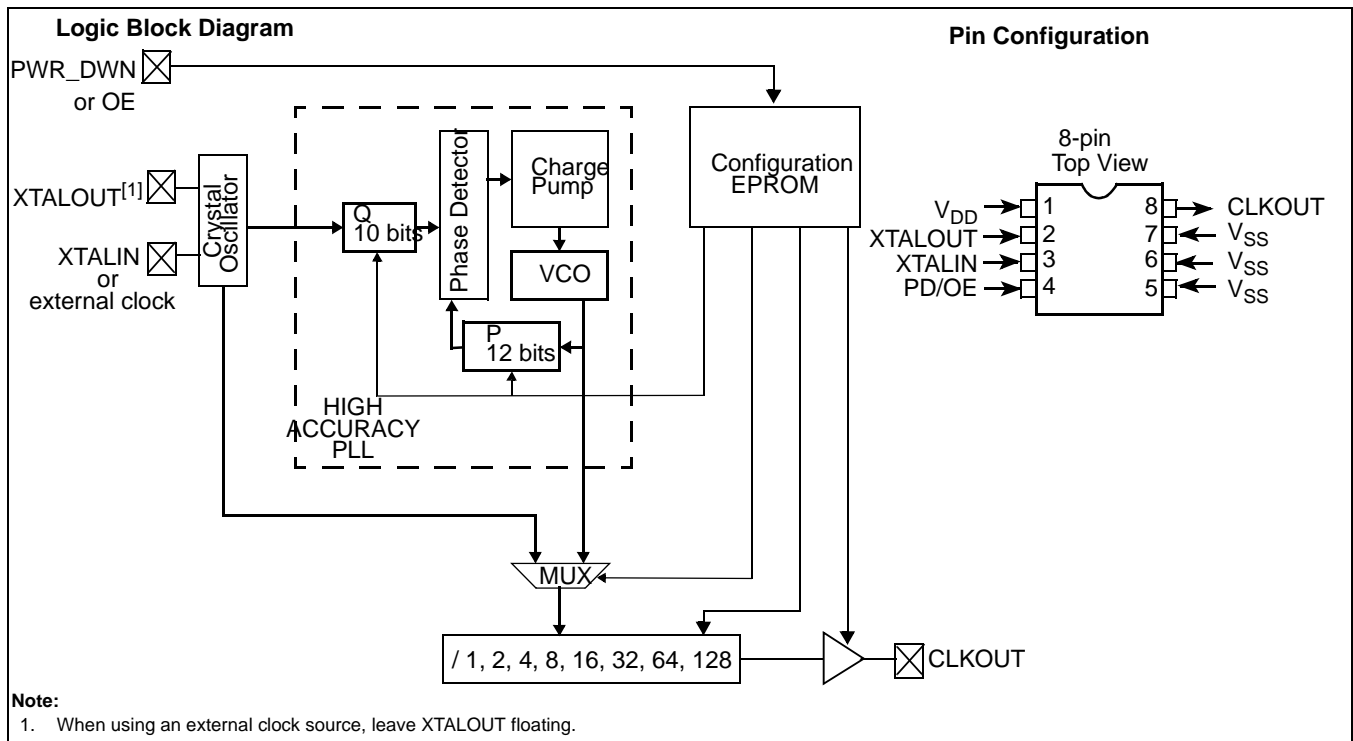 Logic Block Diagram
Pin Configuration
PWR_DWN
or OE
XTALOUT[1]
XTALIN
or
external clock
Crystal
Oscillator
Q
10 bits
Phase Detector
Charge
Pump
VCO
P
12 bits
HIGH
ACCURACY
PLL
Configuration
EPROM
MUX
/ 1, 2, 4, 8, 16, 32, 64, 128
CLKOUT
8-pin
Top View
VDD 1 8 CLKOUT
XTALOUT 2 7 VSS
XTALIN 3 6 VSS
PD/OE 4 5 VSS
Note:
1. When using an external clock source, leave XTALOUT floating.